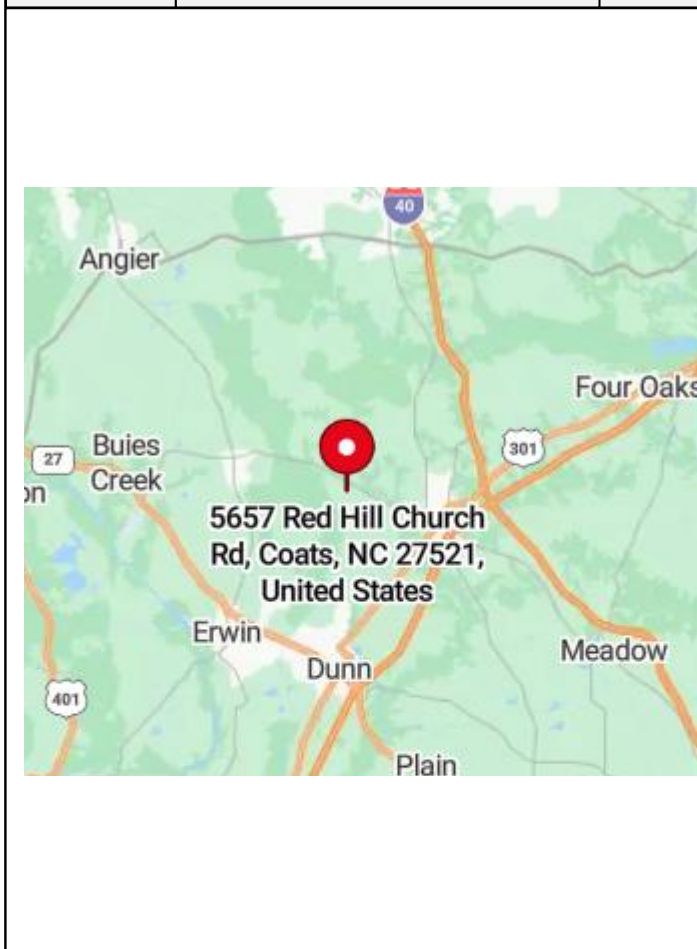 40
Angier
Four Oaks
301
27
Buies
Creek
on
5657 Red Hill Church
Rd, Coats, NC 27521,
United States
Erwin
Dunn
Meadow
401
Plain